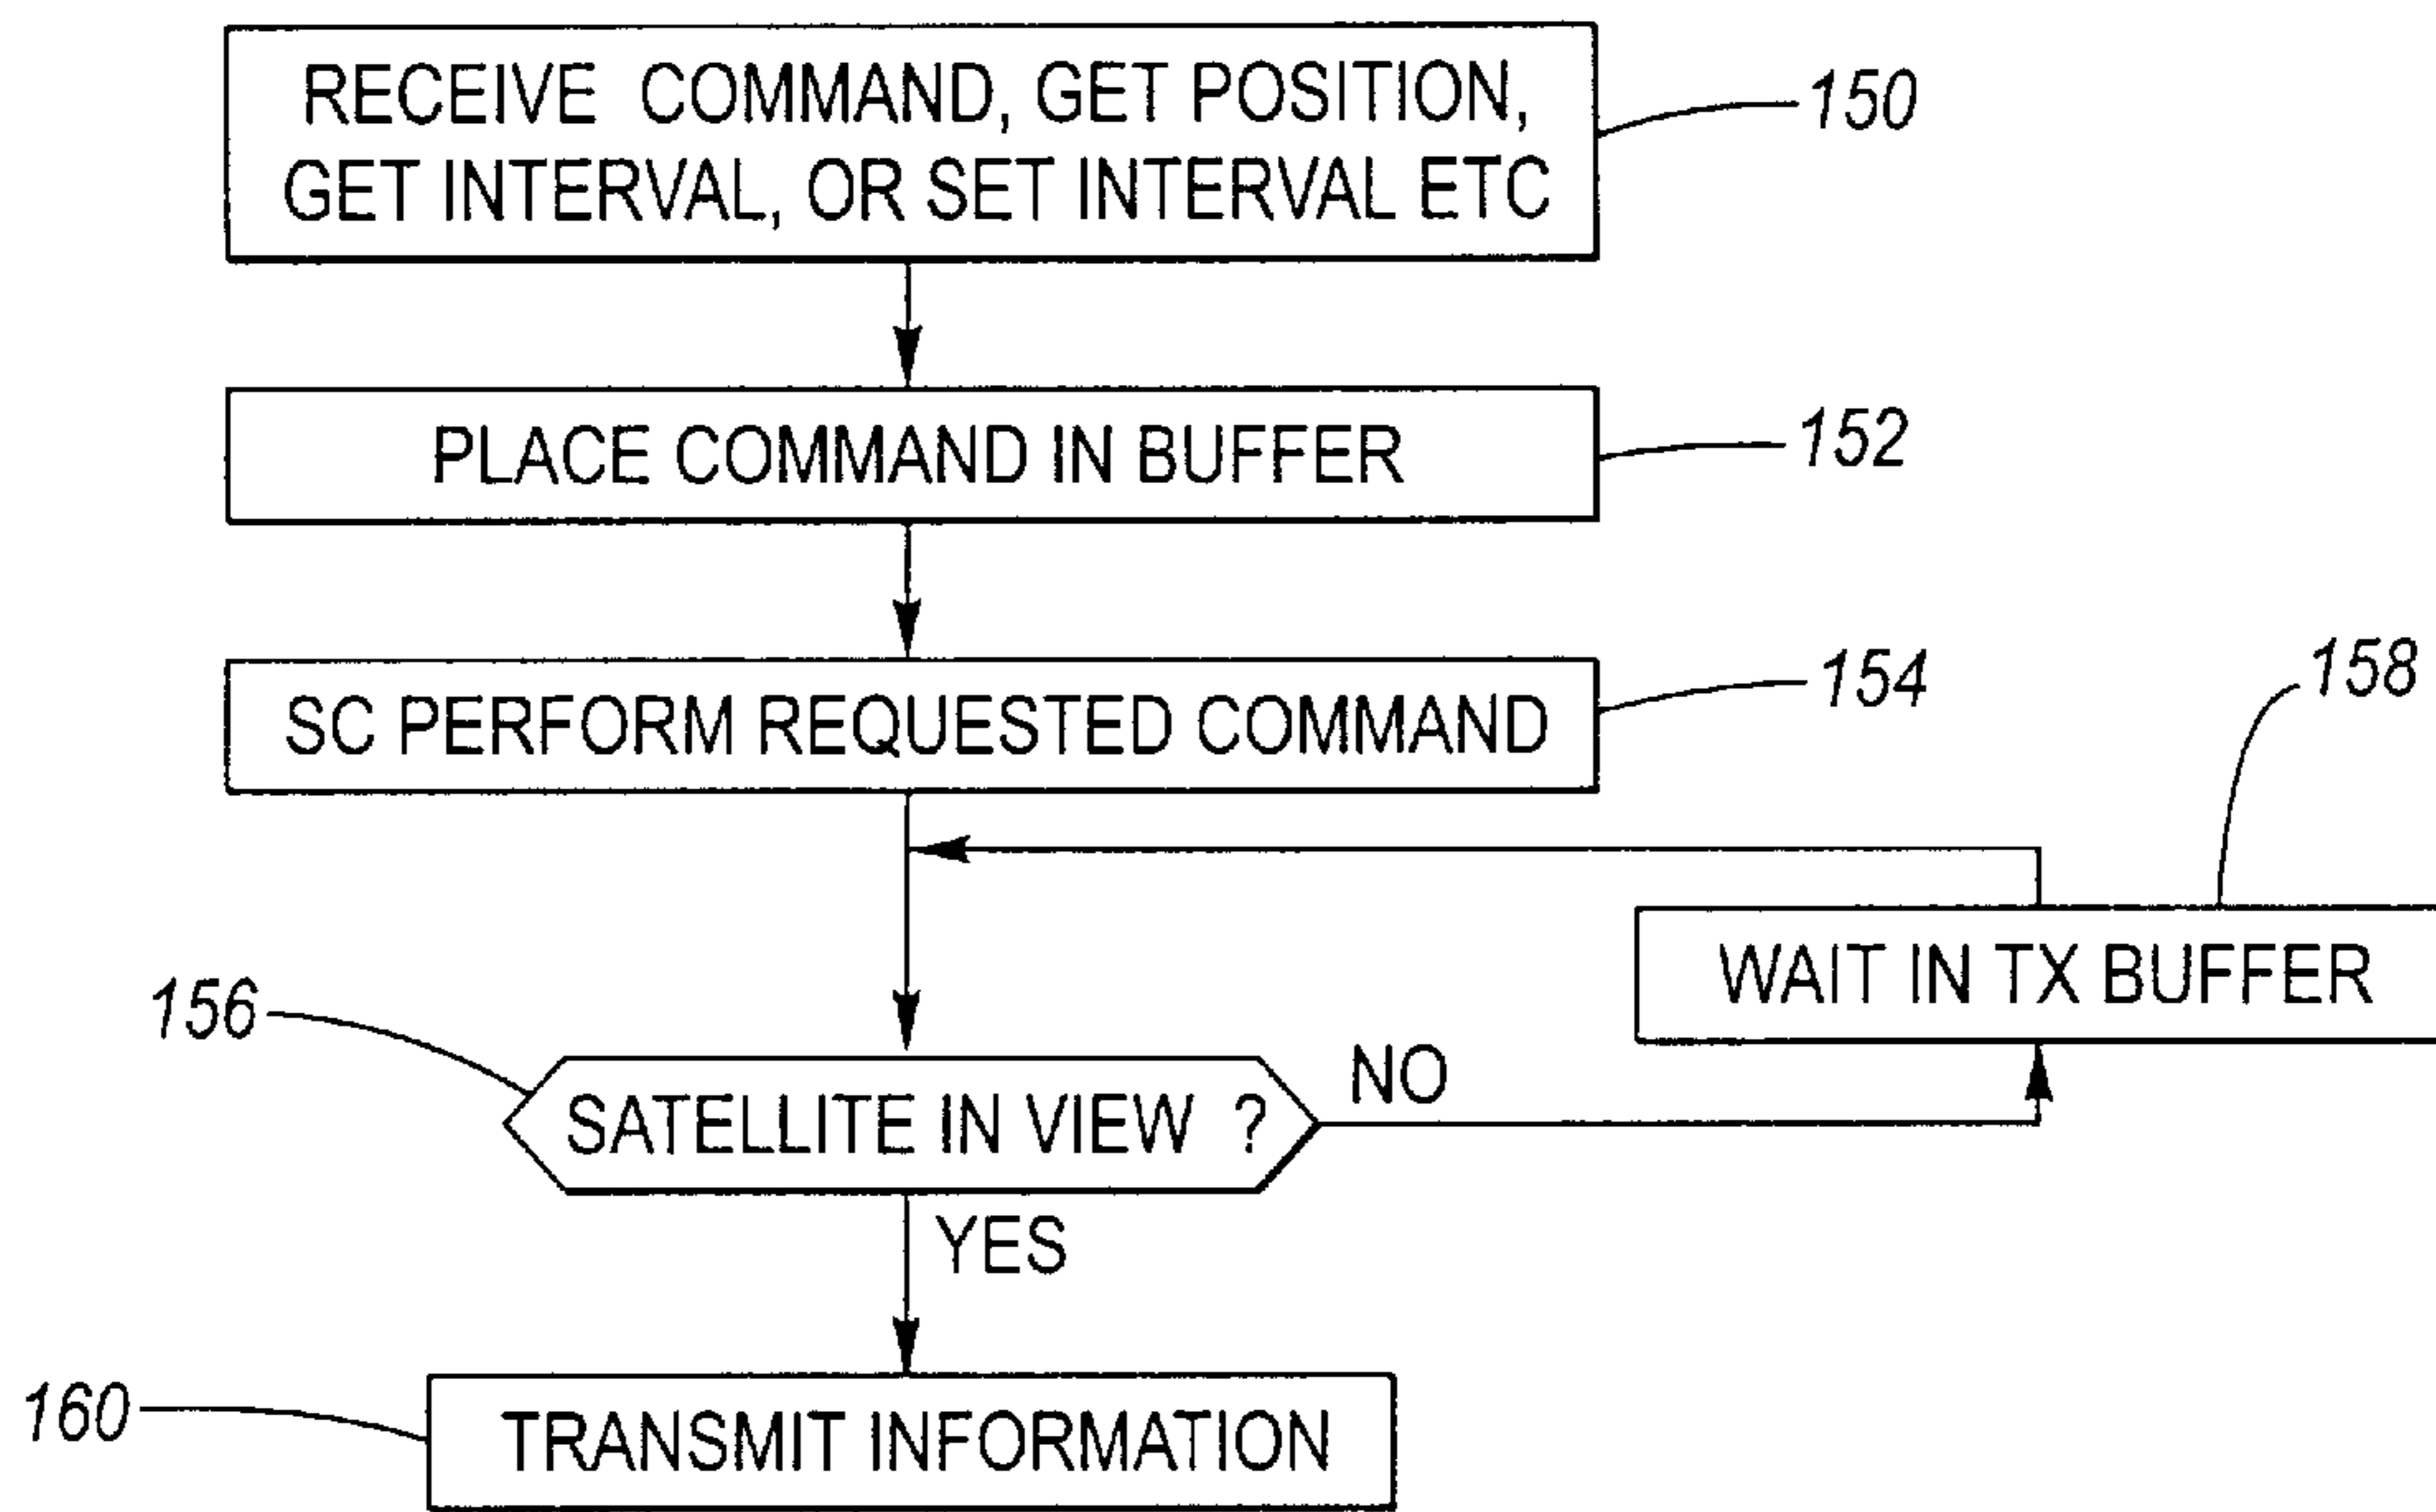 RECEIVE COMMAND, GET POSITION,
GET INTERVAL, OR SET INTERVAL ETC
150
PLACE COMMAND IN BUFFER
152
SC PERFORM REQUESTED COMMAND
154
158
WAIT IN TX BUFFER
156
SATELLITE IN VIEW ?
NO
YES
160
TRANSMIT INFORMATION